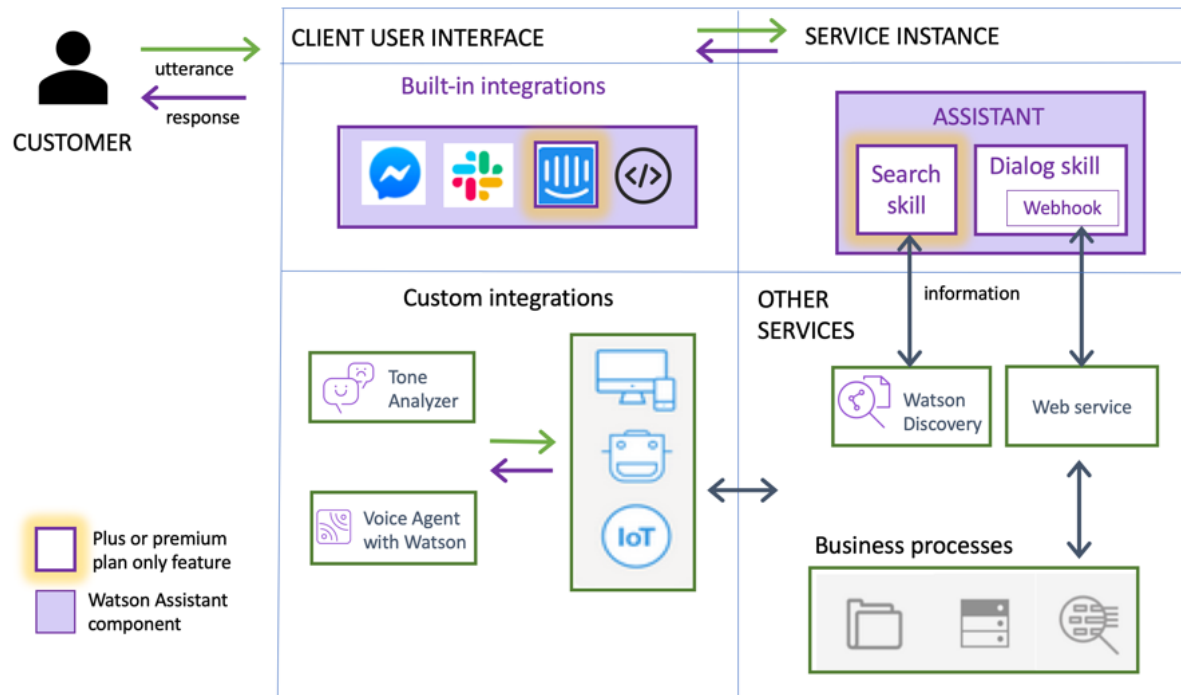 CLIENT USER INTERFACE
SERVICE INSTANCE
utterance
response
CUSTOMER
Built-in integrations
</>
ASSISTANT
Search
skill
Dialog skill
Webhook
Custom integrations
OTHER
SERVICES
information
Tone
Analyzer
Voice Agent
with Watson
IoT
Watson
Discovery
Web service
Business processes
Plus or premium
plan only feature
Watson Assistant
component